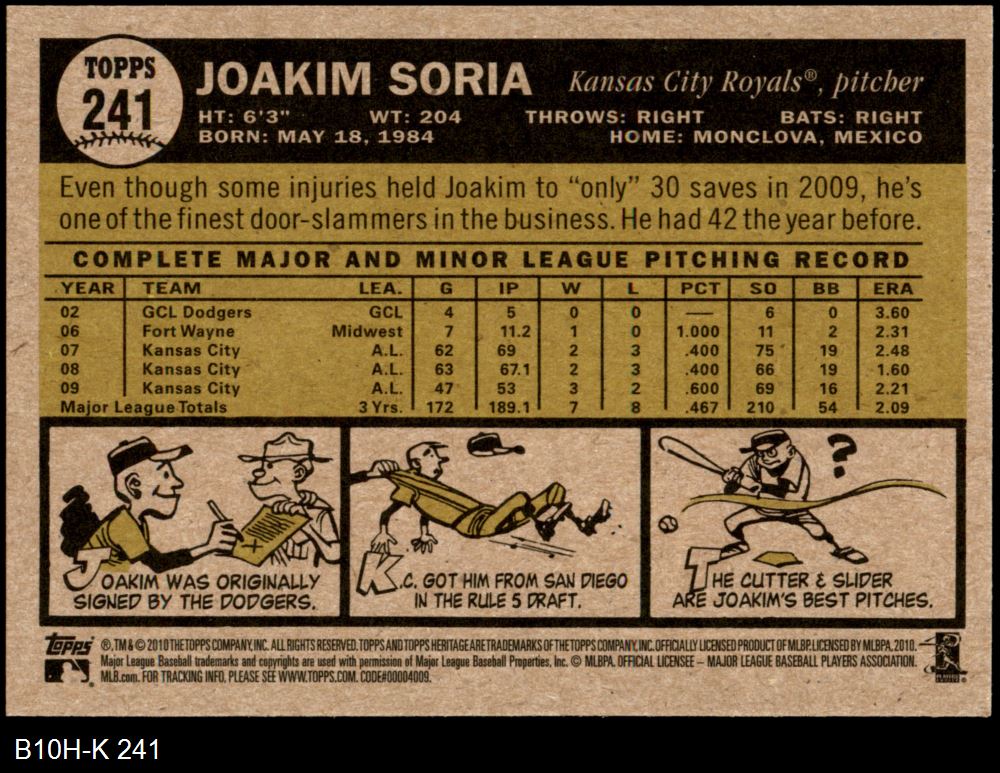 TOPPS
241
JOAKIM SORIA Kansas City Royals®, pitcher
HT: 6'3" WT: 204 THROWS: RIGHT BATS: RIGHT
BORN: MAY 18, 1984 HOME: MONCLOVA, MEXICO
Even though some injuries held Joakim to “only” 30 saves in 2009, he's
one of the finest door-slammers in the business. He had 42 the year before.
COMPLETE MAJOR AND MINOR LEAGUE PITCHING RECORD
YEAR TEAM LEA. G IP W L PCT SO BB ERA
02 GCL Dodgers GCL 4 5 0 0 — 6 0 3.60
06 Fort Wayne Midwest 7 11.2 1 0 1.000 11 2 2.31
07 Kansas City A.L. 62 69 2 3 .400 75 19 2.48
08 Kansas City A.L. 63 67.1 2 3 .400 66 19 1.60
09 Kansas City A.L. 47 53 3 2 .600 69 16 2.21
Major League Totals 3 Yrs. 172 189.1 7 8 .467 210 54 2.09
JOAKIM WAS ORIGINALLY
SIGNED BY THE DODGERS.
K.C. GOT HIM FROM SAN DIEGO
IN THE RULE 5 DRAFT.
?
THE CUTTER & SLIDER
ARE JOAKIM'S BEST PITCHES.
topps ®, TM & © 2010 THE TOPPS COMPANY, INC. ALL RIGHTS RESERVED. TOPPS AND TOPPS HERITAGE ARE TRADEMARKS OF THE TOPPS COMPANY, INC. OFFICIALLY LICENSED PRODUCT OF MLBP. LICENSED BY MLBPA, 2010.
Major League Baseball trademarks and copyrights are used with permission of Major League Baseball Properties, Inc. © MLBPA. OFFICIAL LICENSEE – MAJOR LEAGUE BASEBALL PLAYERS ASSOCIATION.
MLB.com. FOR TRACKING INFO, PLEASE SEE WWW.TOPPS.COM. CODE#00004009.
B10H-K 241